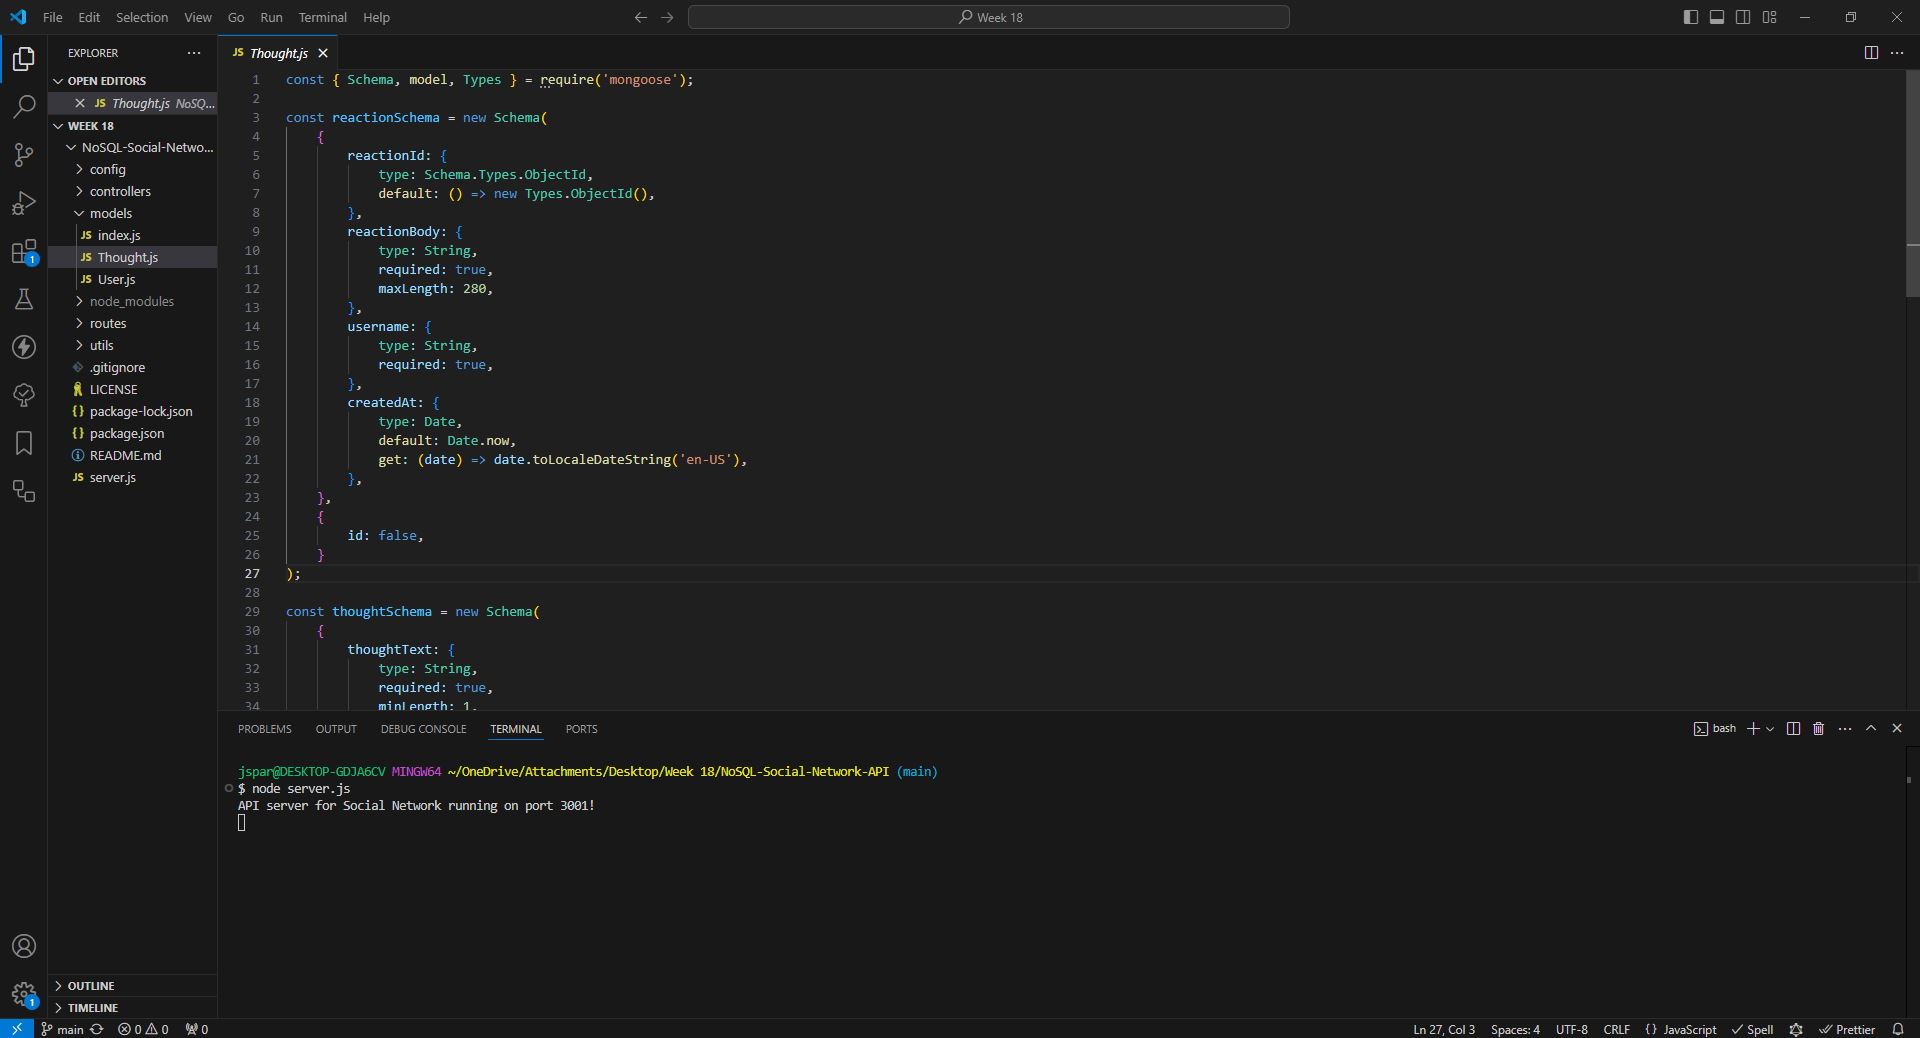 File Edit Selection View Go Run Terminal Help
Week 18
EXPLORER
OPEN EDITORS
JS Thought.js NoSQ...
WEEK 18
NoSQL-Social-Netwo...
config
controllers
models
JS index.js
JS Thought.js
JS User.js
node_modules
routes
utils
.gitignore
LICENSE
{} package-lock.json
{} package.json
README.md
JS server.js
OUTLINE
TIMELINE
1
1
JS Thought.js
1 const { Schema, model, Types } = require('mongoose');
2
3 const reactionSchema = new Schema(
4 {
5 reactionId: {
6 type: Schema.Types.ObjectId,
7 default: () => new Types.ObjectId(),
8 },
9 reactionBody: {
10 type: String,
11 required: true,
12 maxLength: 280,
13 },
14 username: {
15 type: String,
16 required: true,
17 },
18 createdAt: {
19 type: Date,
20 default: Date.now,
21 get: (date) => date.toLocaleDateString('en-US'),
22 },
23 },
24 {
25 id: false,
26 }
27 );
28
29 const thoughtSchema = new Schema(
30 {
31 thoughtText: {
32 type: String,
33 required: true,
34 minLength: 1,
PROBLEMS OUTPUT DEBUG CONSOLE TERMINAL PORTS
bash
jspar@DESKTOP-GDJA6CV MINGW64 ~/OneDrive/Attachments/Desktop/Week 18/NoSQL-Social-Network-API (main)
$ node server.js
API server for Social Network running on port 3001!
main 0 0 0
Ln 27, Col 3 Spaces: 4 UTF-8 CRLF {} JavaScript Spell Prettier